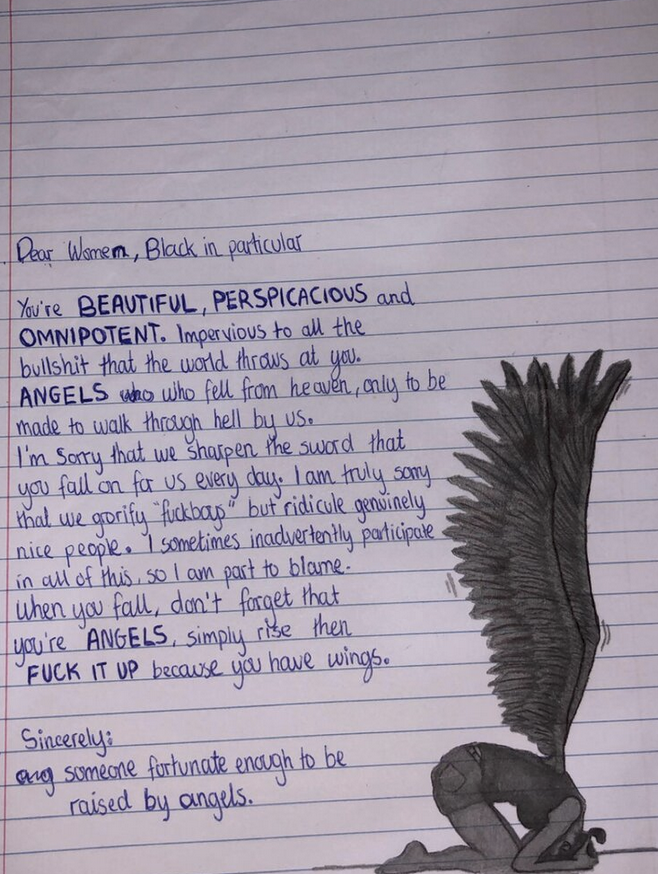 Dear Women, Black in particular
You're BEAUTIFUL, PERSPICACIOUS and
OMNIPOTENT. Impervious to all the
bullshit that the world throws at you.
ANGELS who fell from heaven, only to be
made to walk through hell by us.
I'm sorry that we sharpen the sword that
you fall on for us every day. I am truly sorry
that we glorify "fuckboys" but ridicule genuinely
nice people. I sometimes inadvertently participate
in all of this, so I am part to blame.
When you fall, don't forget that
you're ANGELS, simply rise then
FUCK IT UP because you have wings.
Sincerely:
someone fortunate enough to be
raised by angels.